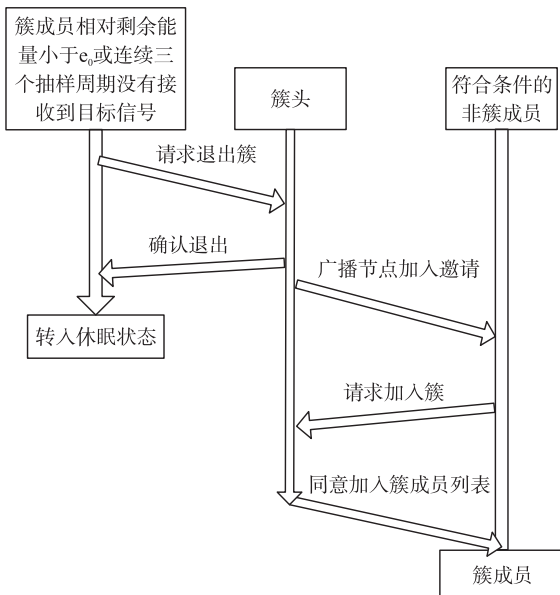 簇成员相对剩余能
量小于e₀或连续三
个抽样周期没有接
收到目标信号
簇头
符合条件的
非簇成员
请求退出簇
确认退出
广播节点加入邀请
转入休眠状态
请求加入簇
同意加入簇成员列表
簇成员